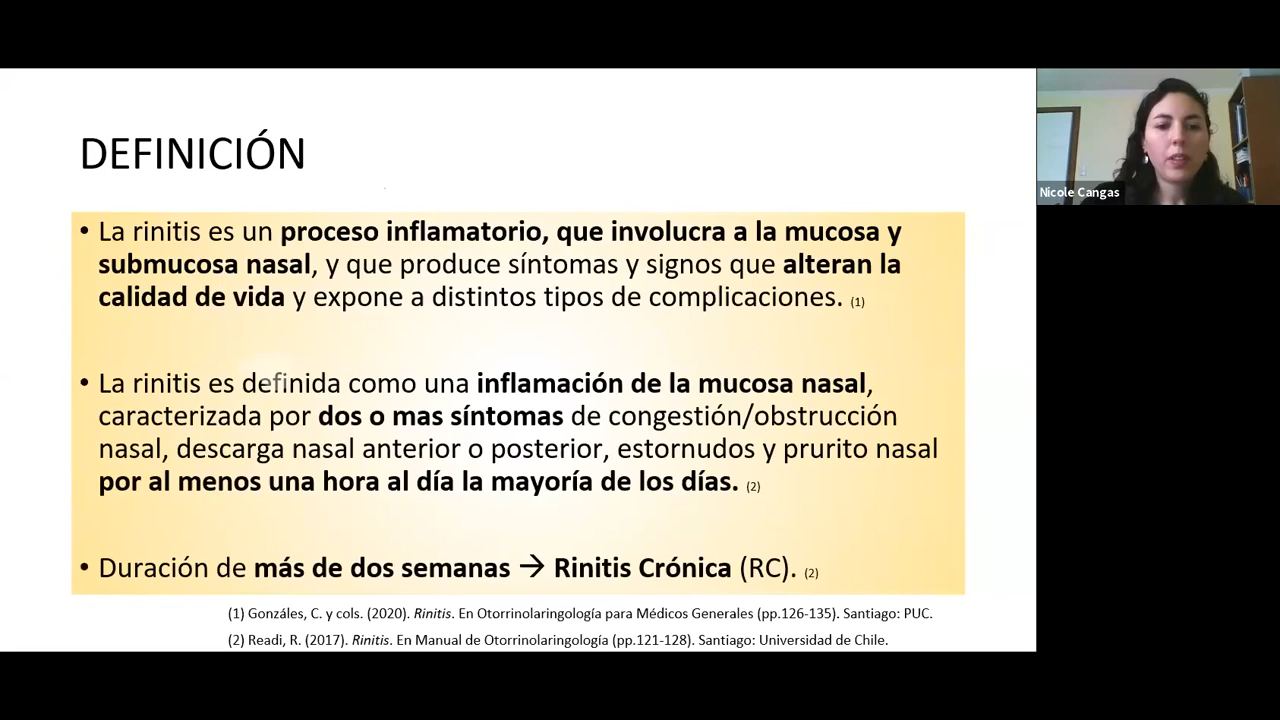 DEFINICIÓN
• La rinitis es un proceso inflamatorio, que involucra a la mucosa y
submucosa nasal, y que produce síntomas y signos que alteran la
calidad de vida y expone a distintos tipos de complicaciones. (1)
• La rinitis es definida como una inflamación de la mucosa nasal,
caracterizada por dos o mas síntomas de congestión/obstrucción
nasal, descarga nasal anterior o posterior, estornudos y prurito nasal
por al menos una hora al día la mayoría de los días. (2)
• Duración de más de dos semanas → Rinitis Crónica (RC). (2)
(1) Gonzáles, C. y cols. (2020). Rinitis. En Otorrinolaringología para Médicos Generales (pp.126-135). Santiago: PUC.
(2) Readi, R. (2017). Rinitis. En Manual de Otorrinolaringología (pp.121-128). Santiago: Universidad de Chile.
Nicole Cangas